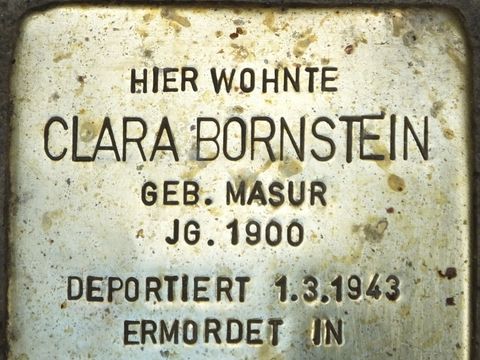 HIER WOHNTE
CLARA BORNSTEIN
GEB. MASUR
JG. 1900
DEPORTIERT 1.3.1943
ERMORDET IN